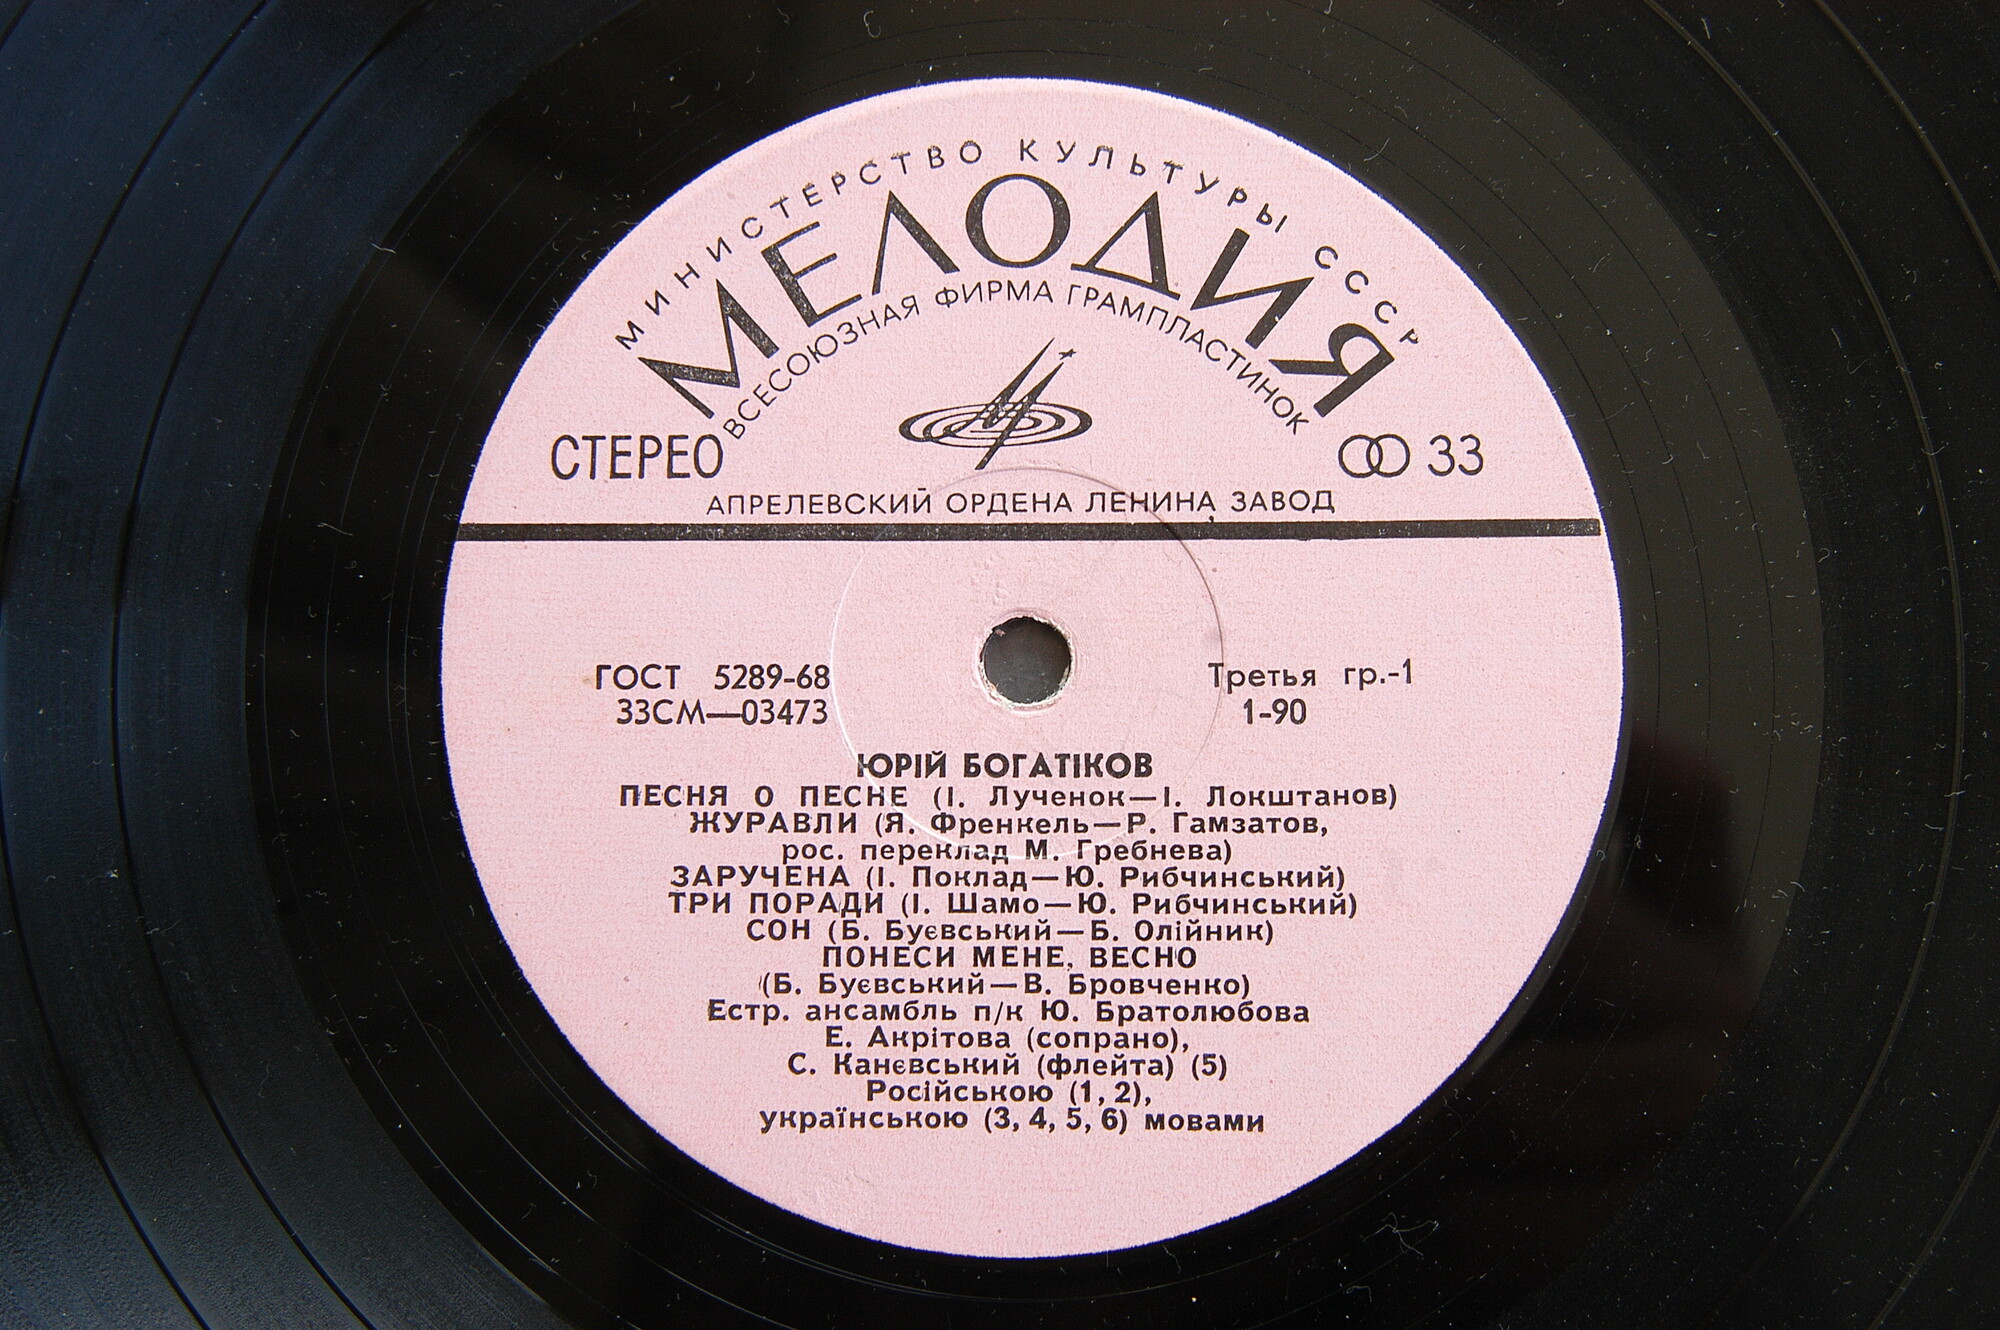 МИНИСТЕРСТВО КУЛЬТУРЫ СССР
МЕЛОДИЯ
ВСЕСОЮЗНАЯ ФИРМА ГРАМПЛАСТИНОК
СТЕРЕО
33
АПРЕЛЕВСКИЙ ОРДЕНА ЛЕНИНА ЗАВОД
ГОСТ 5289-68
33СМ—03473
Третья гр.-1
1-90
ЮРІЙ БОГАТІКОВ
ПЕСНЯ О ПЕСНЕ (І. Лученок—І. Локштанов)
ЖУРАВЛИ (Я. Френкель—Р. Гамзатов,
рос. переклад М. Гребнева)
ЗАРУЧЕНА (І. Поклад—Ю. Рибчинський)
ТРИ ПОРАДИ (І. Шамо—Ю. Рибчинський)
СОН (Б. Буєвський—Б. Олійник)
ПОНЕСИ МЕНЕ, ВЕСНО
(Б. Буєвський—В. Бровченко)
Естр. ансамбль п/к Ю. Братолюбова
Е. Акрітова (сопрано),
С. Канєвський (флейта) (5)
Російською (1, 2),
українською (3, 4, 5, 6) мовами